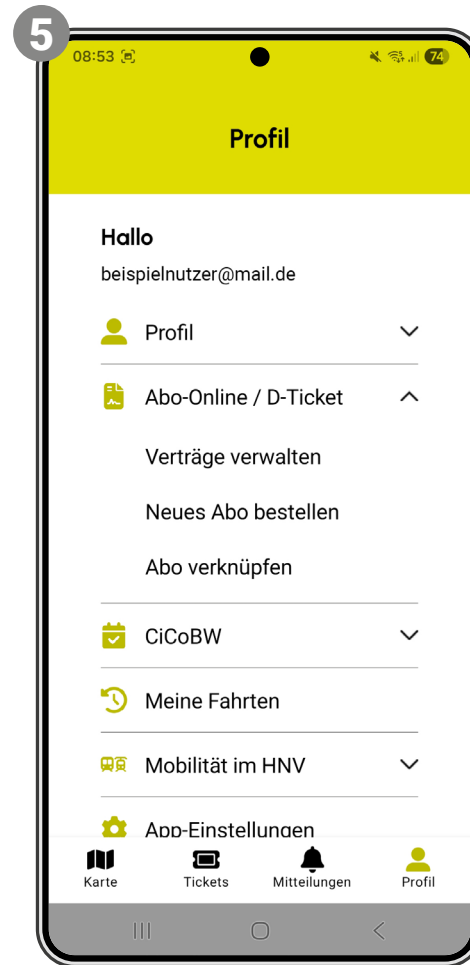 5
08:53
74
Profil
Hallo
beispielnutzer@mail.de
Profil
Abo-Online / D-Ticket
Verträge verwalten
Neues Abo bestellen
Abo verknüpfen
CiCoBW
Meine Fahrten
Mobilität im HNV
App-Einstellungen
Karte Tickets Mitteilungen Profil